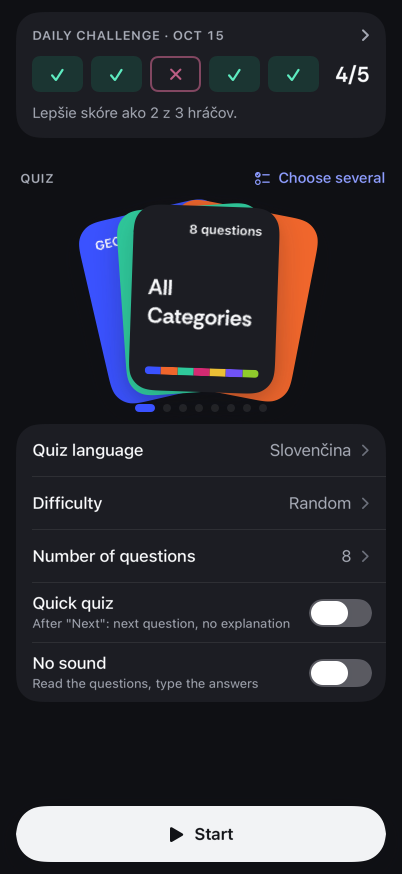 DAILY CHALLENGE · OCT 15
4/5
Lepšie skóre ako 2 z 3 hráčov.
QUIZ
Choose several
8 questions
All
Categories
Quiz language
Slovenčina
Difficulty
Random
Number of questions
8
Quick quiz
After "Next": next question, no explanation
No sound
Read the questions, type the answers
Start